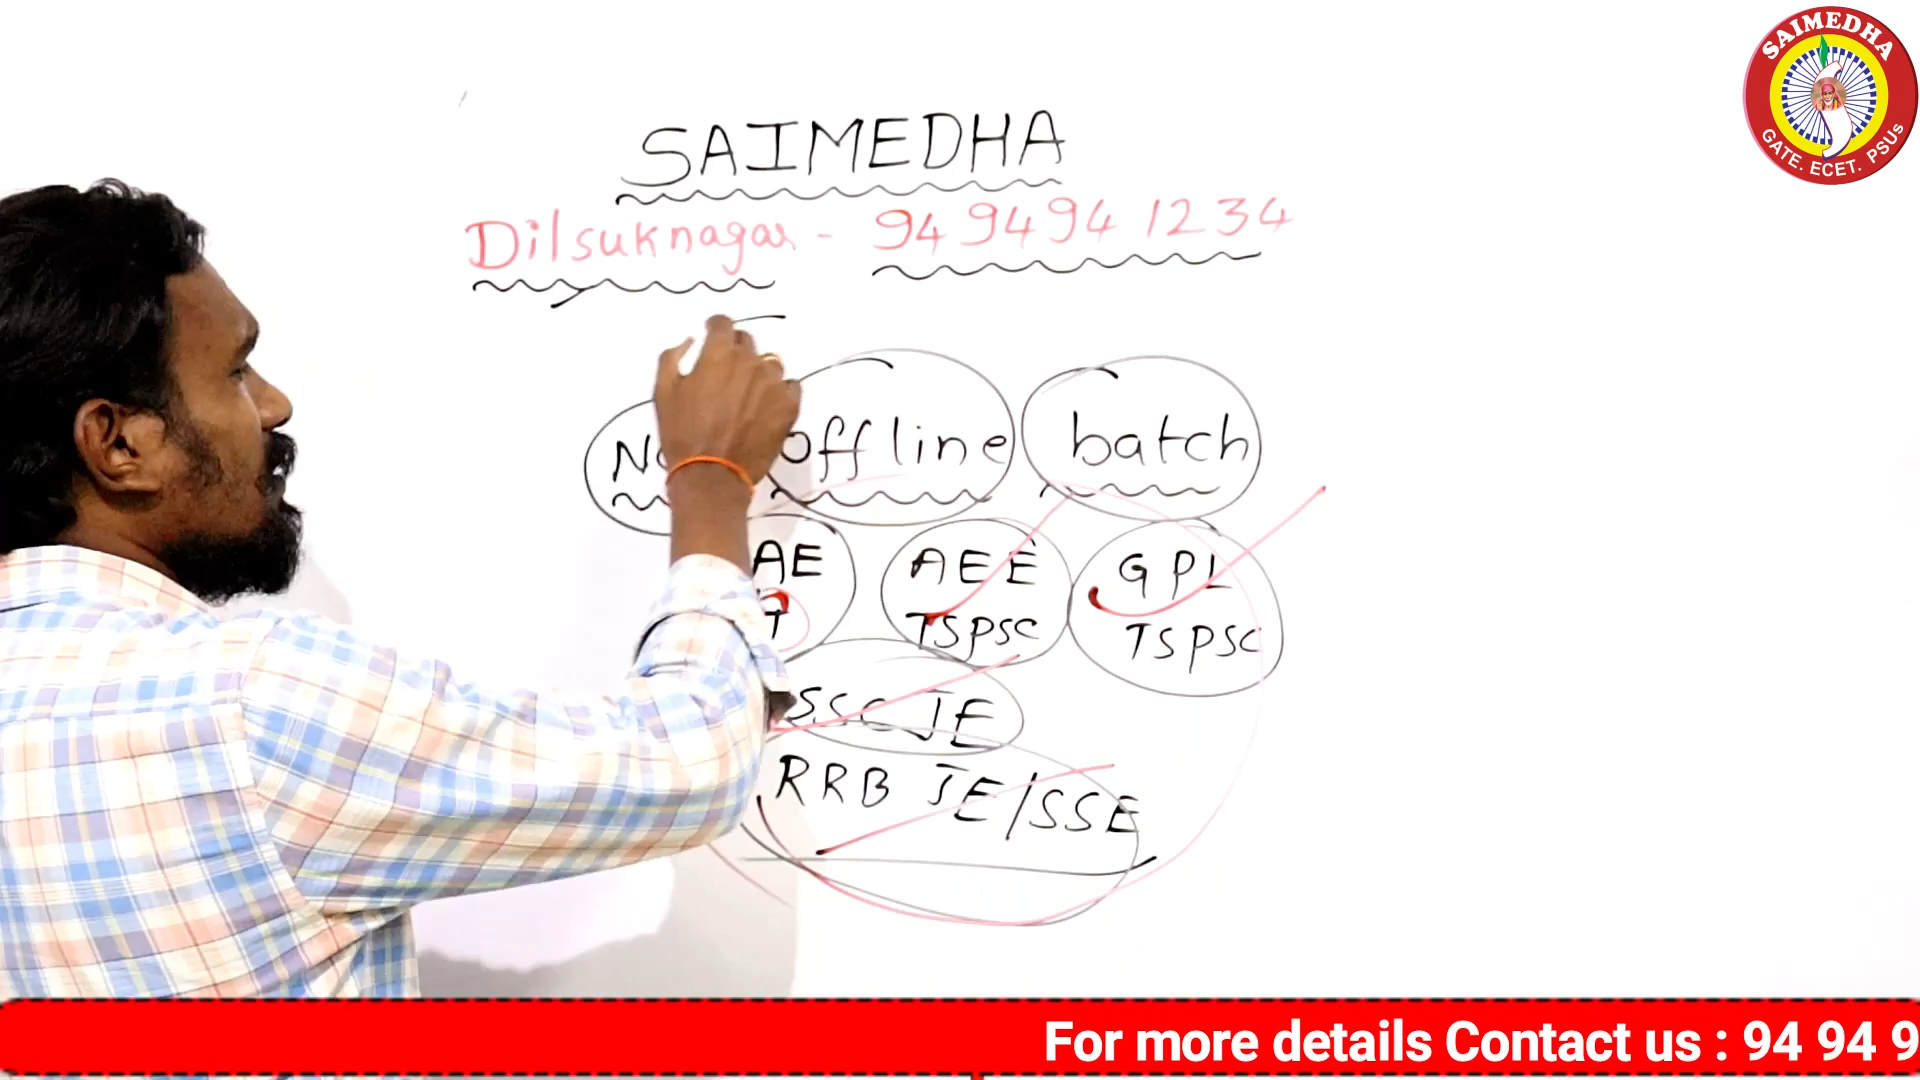 SAIMEDHA
GATE. ECET. PSUs
SAIMEDHA
Dilsuknagar - 94 94 94 1234
offline batch
AE AEE GPL
T TSPSC TSPSC
SSC JE
RRB JE/SSE
For more details Contact us : 94 94 9